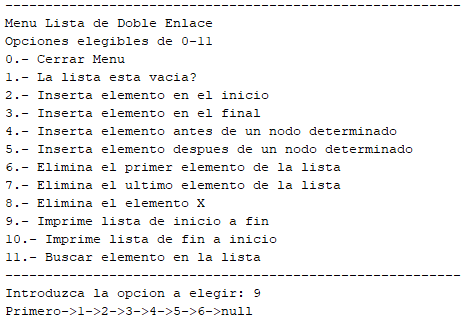 ---------------------------------------------------------
Menu Lista de Doble Enlace
Opciones elegibles de 0-11
0.- Cerrar Menu
1.- La lista esta vacia?
2.- Inserta elemento en el inicio
3.- Inserta elemento en el final
4.- Inserta elemento antes de un nodo determinado
5.- Inserta elemento despues de un nodo determinado
6.- Elimina el primer elemento de la lista
7.- Elimina el ultimo elemento de la lista
8.- Elimina el elemento X
9.- Imprime lista de inicio a fin
10.- Imprime lista de fin a inicio
11.- Buscar elemento en la lista
---------------------------------------------------------
Introduzca la opcion a elegir: 9
Primero->1->2->3->4->5->6->null